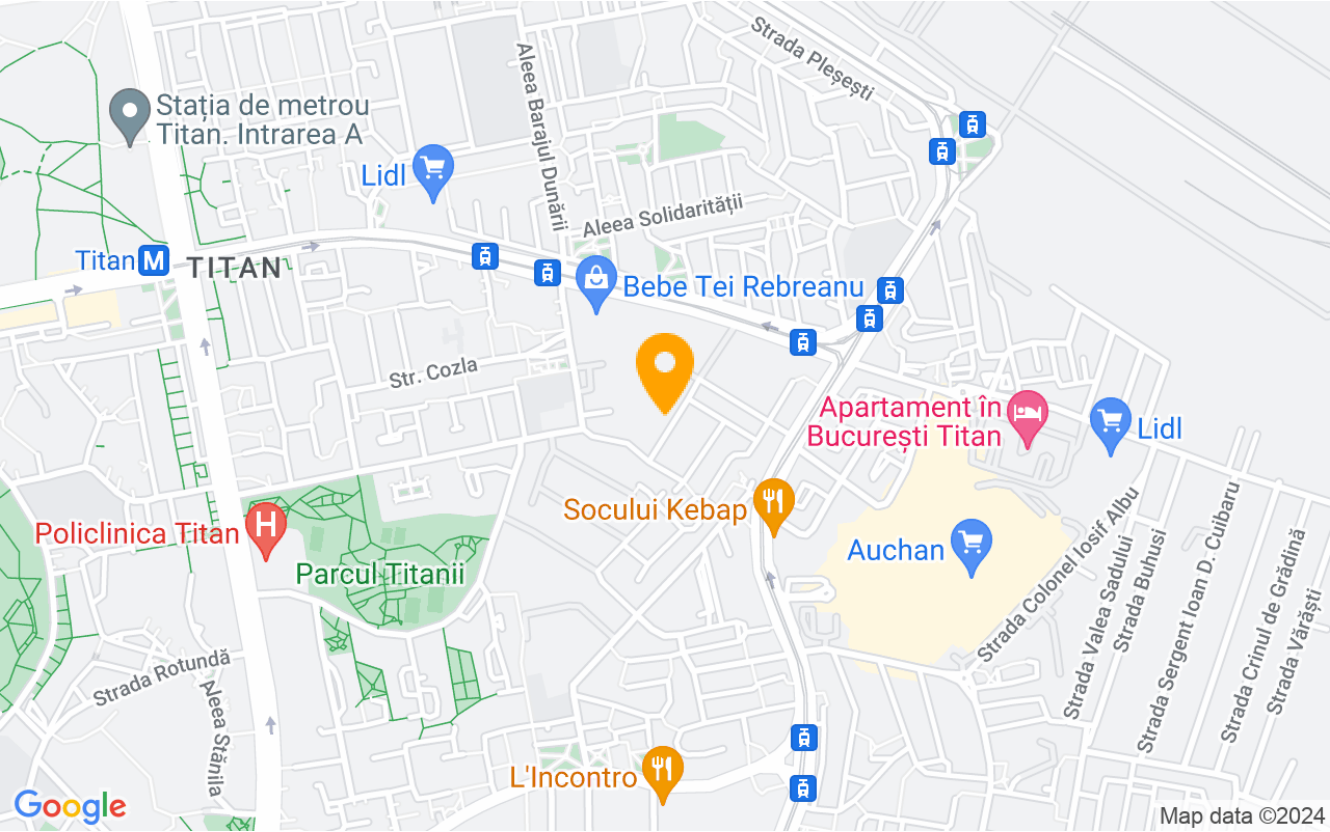 Strada Pleșești
Stația de metrou
Titan. Intrarea A
Aleea Barajul Dunării
Lidl
Aleea Solidarității
Titan
M
TITAN
Bebe Tei Rebreanu
Str. Cozla
Apartament în
București Titan
Lidl
Socului Kebap
H
Policlinica Titan
Auchan
Parcul Titanii
Strada Colonel Iosif Albu
Strada Valea Sadului
Strada Buhusi
Strada Sergent Ioan D. Cuibaru
Strada Crinul de Grădină
Strada Vărăști
Strada Rotundă
Aleea Stănila
L'Incontro
Google
Map data ©2024